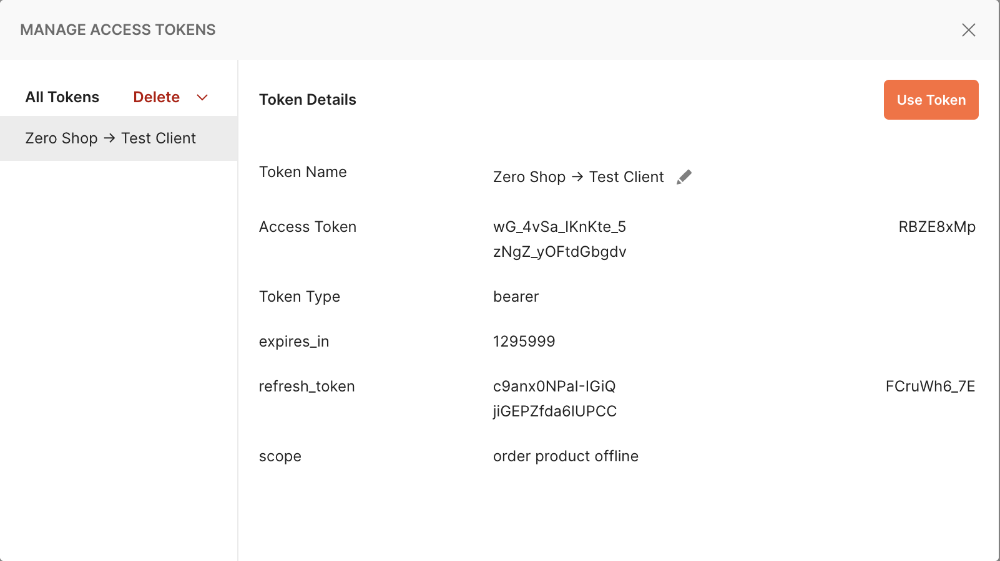 MANAGE ACCESS TOKENS
All Tokens Delete
Zero Shop → Test Client
Token Details
Use Token
Token Name Zero Shop → Test Client
Access Token wG_4vSa_IKnKte_5 RBZE8xMp
zNgZ_yOFtdGbgdv
Token Type bearer
expires_in 1295999
refresh_token c9anx0NPal-IGiQ FCruWh6_7E
jiGEPZfda6lUPCC
scope order product offline